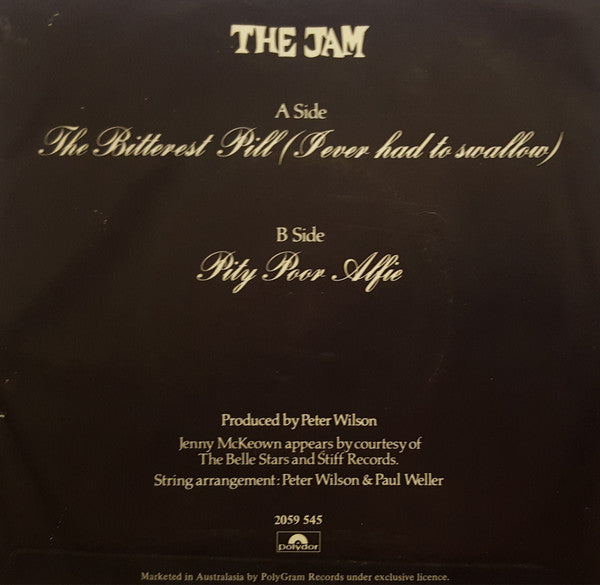 THE JAM
A Side
The Bitterest Pill (I ever had to swallow)
B Side
Pity Poor Alfie
Produced by Peter Wilson
Jenny McKeown appears by courtesy of
The Belle Stars and Stiff Records.
String arrangement: Peter Wilson & Paul Weller
2059 545
polydor
Marketed in Australasia by PolyGram Records under exclusive licence.